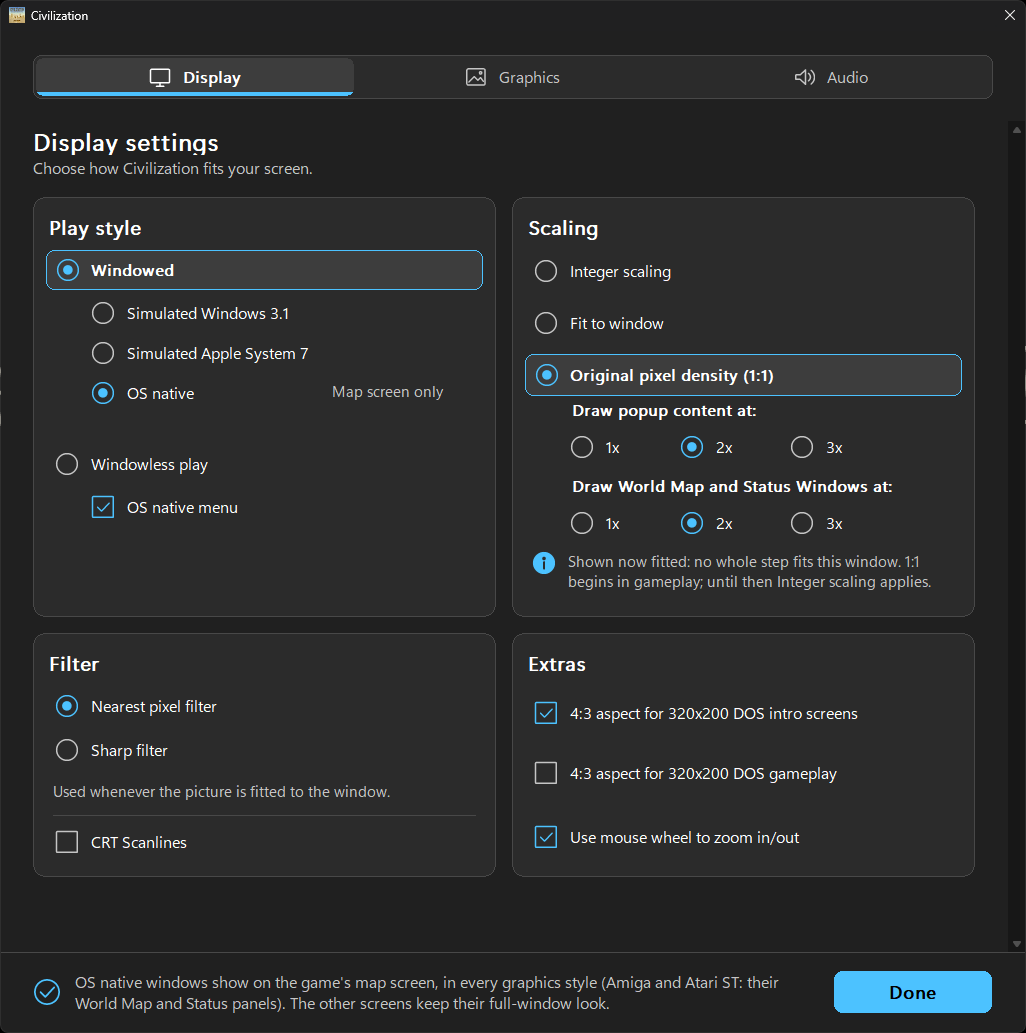 Civilization
Display
Graphics
Audio
Display settings
Choose how Civilization fits your screen.
Play style
Windowed
Simulated Windows 3.1
Simulated Apple System 7
OS native
Map screen only
Windowless play
OS native menu
Scaling
Integer scaling
Fit to window
Original pixel density (1:1)
Draw popup content at:
1x 2x 3x
Draw World Map and Status Windows at:
1x 2x 3x
Shown now fitted: no whole step fits this window. 1:1
begins in gameplay; until then Integer scaling applies.
Filter
Nearest pixel filter
Sharp filter
Used whenever the picture is fitted to the window.
CRT Scanlines
Extras
4:3 aspect for 320x200 DOS intro screens
4:3 aspect for 320x200 DOS gameplay
Use mouse wheel to zoom in/out
OS native windows show on the game's map screen, in every graphics style (Amiga and Atari ST: their
World Map and Status panels). The other screens keep their full-window look.
Done